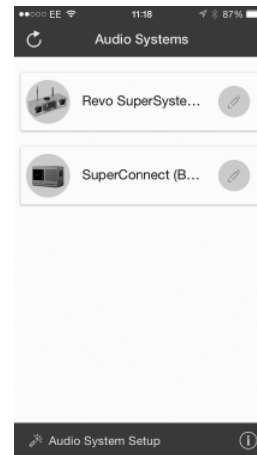 EE 11:18 87%
Audio Systems
Revo SuperSyste...
SuperConnect (B...
Audio System Setup